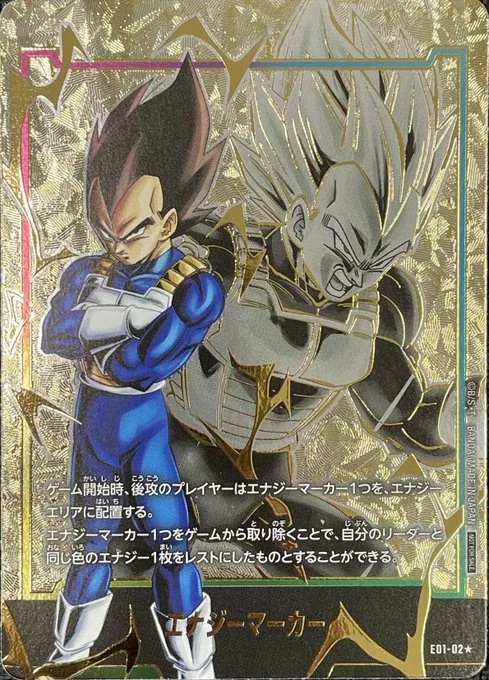 ゲーム開始時、後攻のプレイヤーはエナジーマーカー1つを、エナジー
エリアに配置する。
エナジーマーカー1つをゲームから取り除くことで、自分のリーダーと
同じ色のエナジー1枚をレストにしたものとすることができる。
エナジーマーカー
E01-02★
©B/S･T BANDAI MADE IN JAPAN
NOT FOR SALE